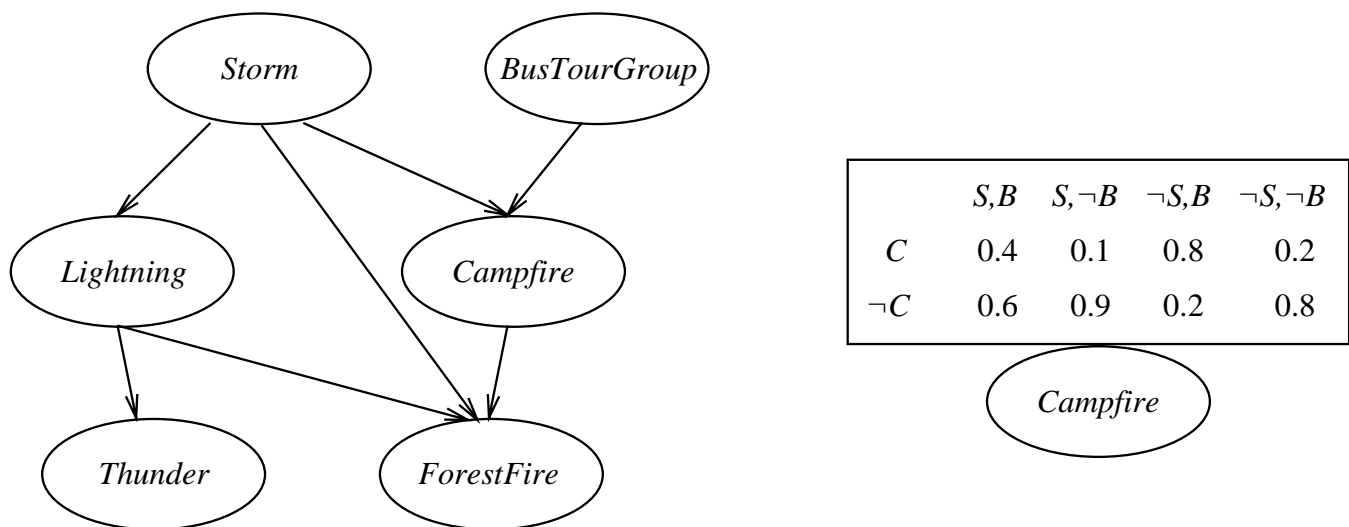 Storm
BusTourGroup
Lightning
Campfire
Thunder
ForestFire
S,B S,¬B ¬S,B ¬S,¬B
C 0.4 0.1 0.8 0.2
¬C 0.6 0.9 0.2 0.8
Campfire